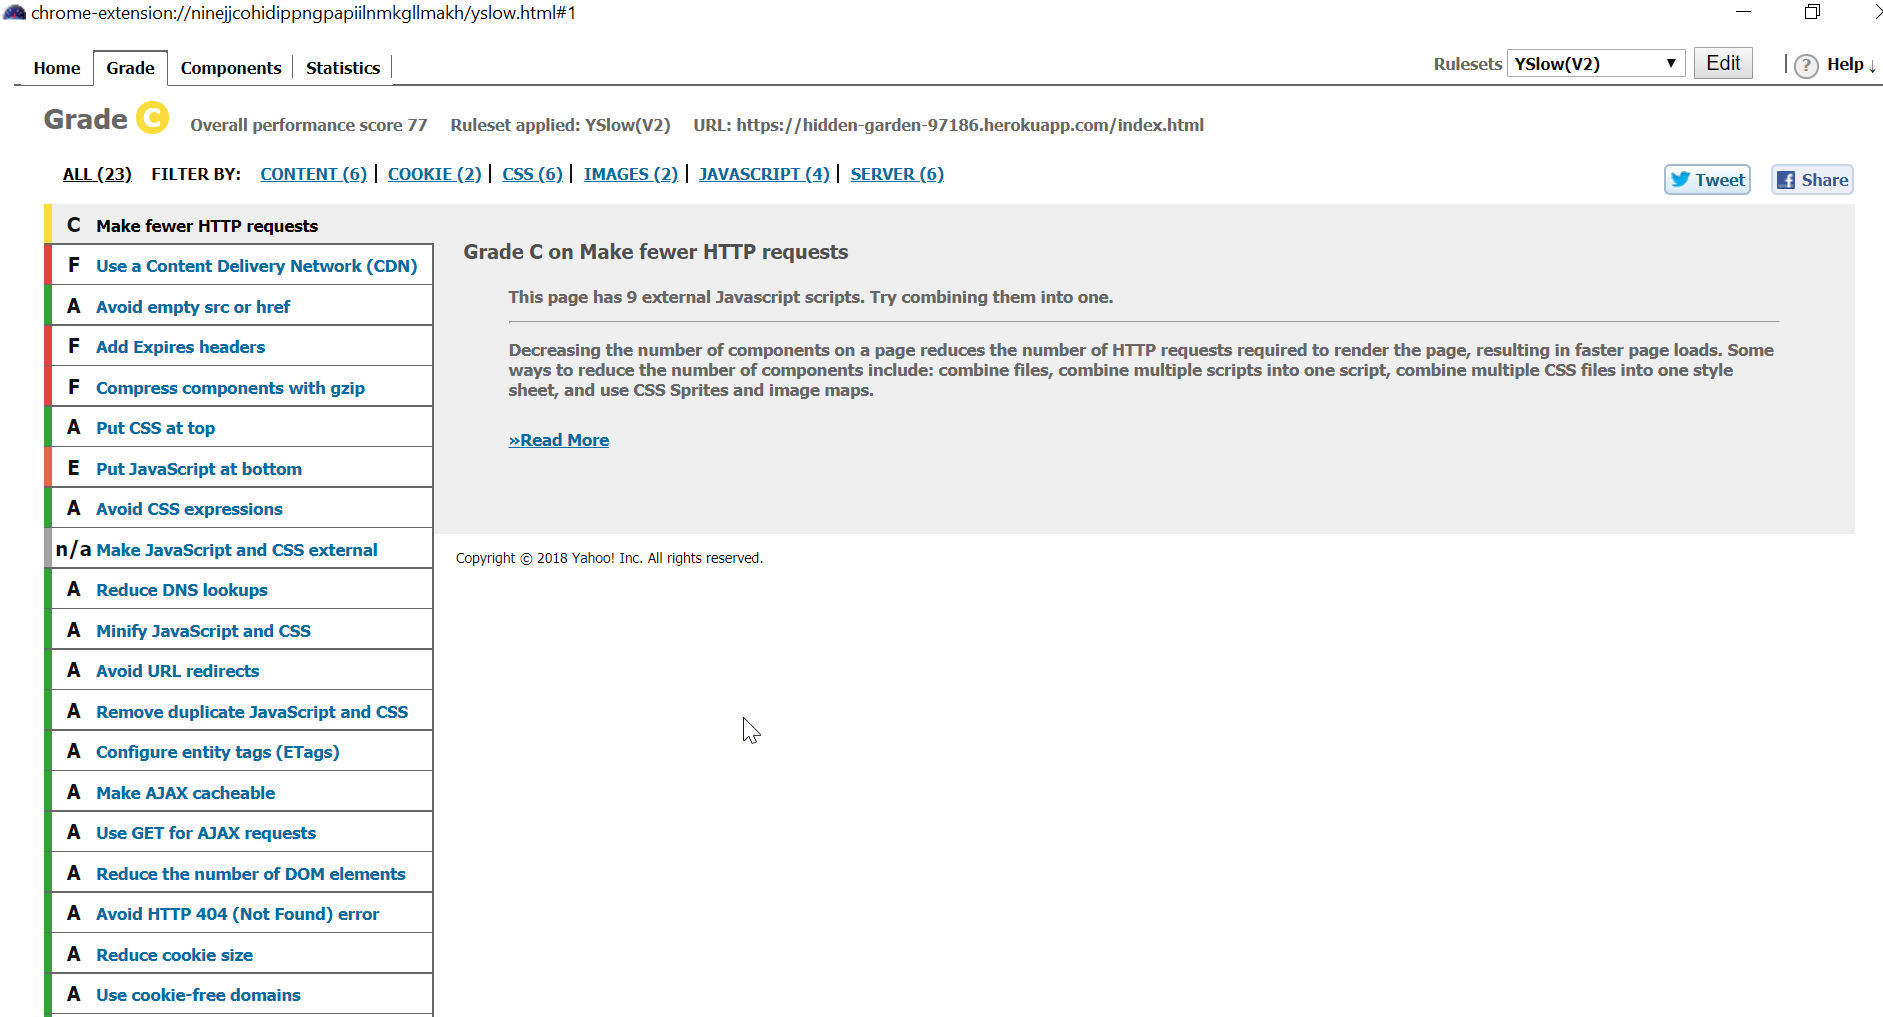 chrome-extension://ninejjcohidippngpapiilnmkgllmakh/yslow.html#1
Home Grade Components Statistics Rulesets YSlow(V2) ▼ Edit ? Help ↓
Grade C Overall performance score 77 Ruleset applied: YSlow(V2) URL: https://hidden-garden-97186.herokuapp.com/index.html
ALL (23) FILTER BY: CONTENT (6) | COOKIE (2) | CSS (6) | IMAGES (2) | JAVASCRIPT (4) | SERVER (6)
Tweet Share
C Make fewer HTTP requests
F Use a Content Delivery Network (CDN)
A Avoid empty src or href
F Add Expires headers
F Compress components with gzip
A Put CSS at top
E Put JavaScript at bottom
A Avoid CSS expressions
n/a Make JavaScript and CSS external
A Reduce DNS lookups
A Minify JavaScript and CSS
A Avoid URL redirects
A Remove duplicate JavaScript and CSS
A Configure entity tags (ETags)
A Make AJAX cacheable
A Use GET for AJAX requests
A Reduce the number of DOM elements
A Avoid HTTP 404 (Not Found) error
A Reduce cookie size
A Use cookie-free domains
Grade C on Make fewer HTTP requests
This page has 9 external Javascript scripts. Try combining them into one.
Decreasing the number of components on a page reduces the number of HTTP requests required to render the page, resulting in faster page loads. Some
ways to reduce the number of components include: combine files, combine multiple scripts into one script, combine multiple CSS files into one style
sheet, and use CSS Sprites and image maps.
»Read More
Copyright © 2018 Yahoo! Inc. All rights reserved.